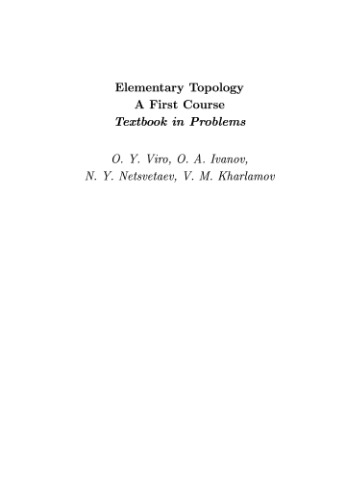 Elementary Topology
A First Course
Textbook in Problems
O. Y. Viro, O. A. Ivanov,
N. Y. Netsvetaev, V. M. Kharlamov